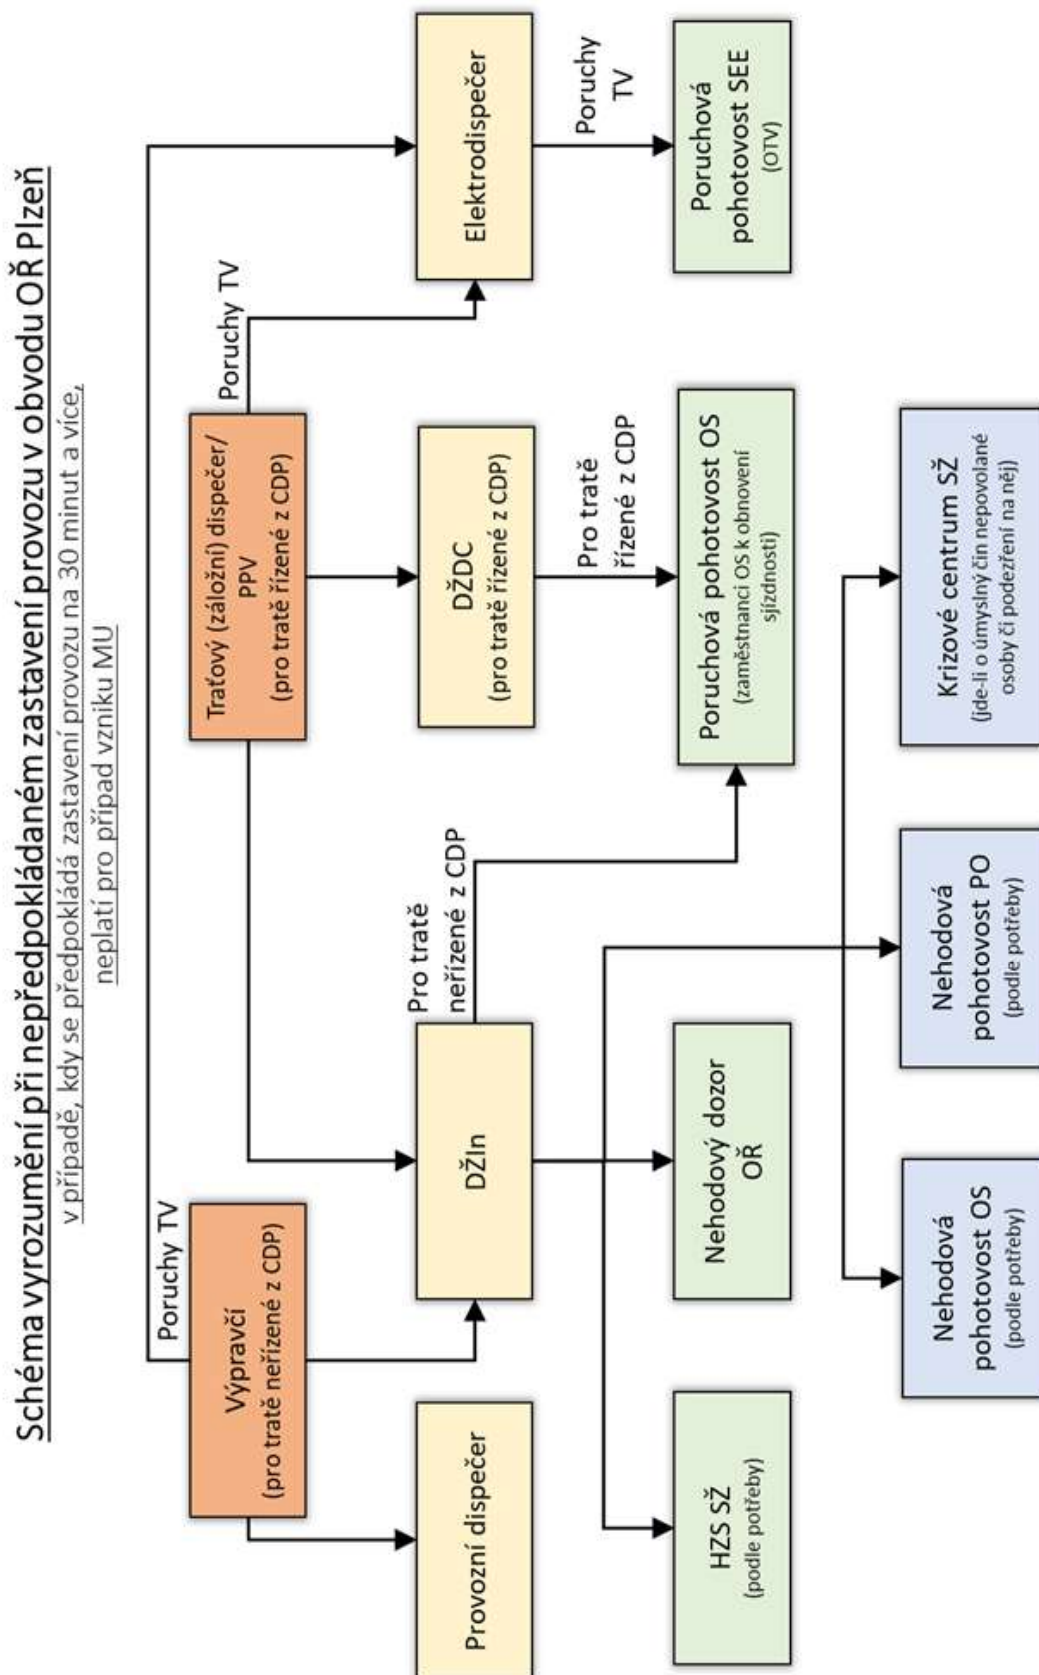 Schéma vyrozumění při nepředpokládaném zastavení provozu v obvodu OŘ Plzeň
v případě, kdy se předpokládá zastavení provozu na 30 minut a více,
neplatí pro případ vzniku MU
Poruchy TV
Poruchy TV
Výpravčí
(pro tratě neřízené z CDP)
Traťový (záložní) dispečer/
PPV
(pro tratě řízené z CDP)
Provozní dispečer
DŽIn
Pro tratě
neřízené z CDP
DŽDC
(pro tratě řízené z CDP)
Elektrodispečer
Pro tratě
řízené z CDP
Poruchy
TV
HZS SŽ
(podle potřeby)
Nehodový dozor
OŘ
Poruchová pohotovost OS
(zaměstnanci OS k obnovení
sjízdnosti)
Poruchová
pohotovost SEE
(OTV)
Nehodová
pohotovost OS
(podle potřeby)
Nehodová
pohotovost PO
(podle potřeby)
Krizové centrum SŽ
(jde-li o úmyslný čin nepovolané
osoby či podezření na něj)